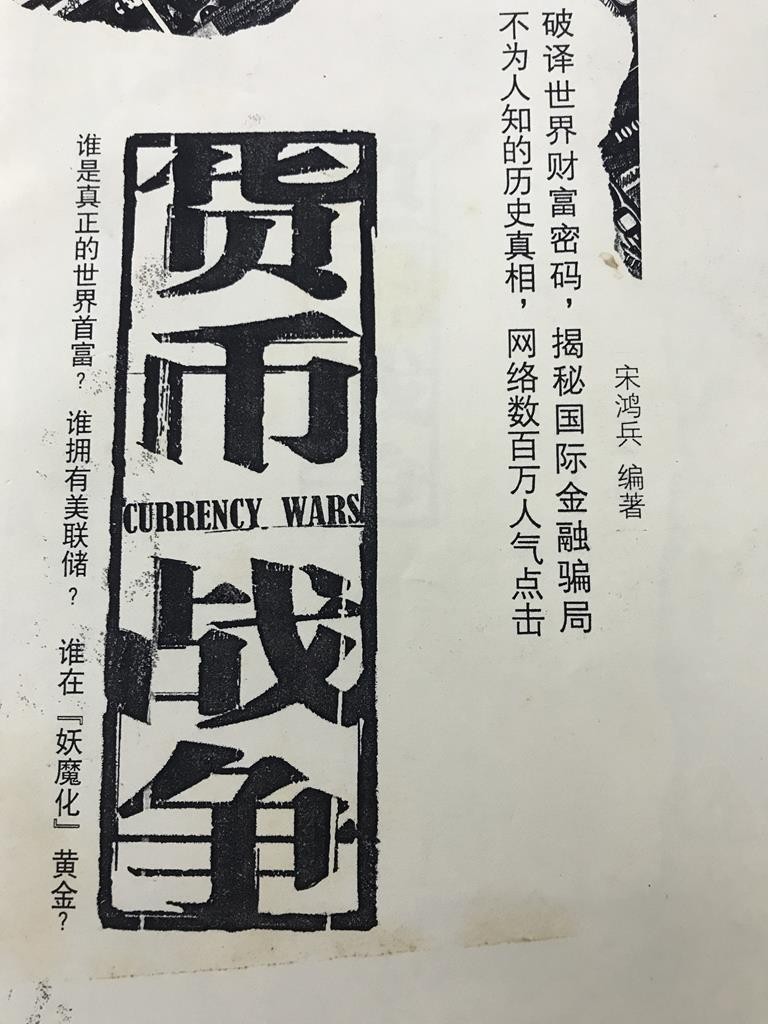 宋鸿兵 编著
破译世界财富密码，揭秘国际金融骗局
不为人知的历史真相，网络数百万人气点击
货币
CURRENCY WARS
战争
谁是真正的世界首富？ 谁拥有美联储？ 谁在『妖魔化』黄金？
100